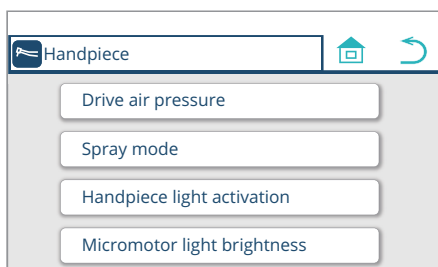 Handpiece
Drive air pressure
Spray mode
Handpiece light activation
Micromotor light brightness